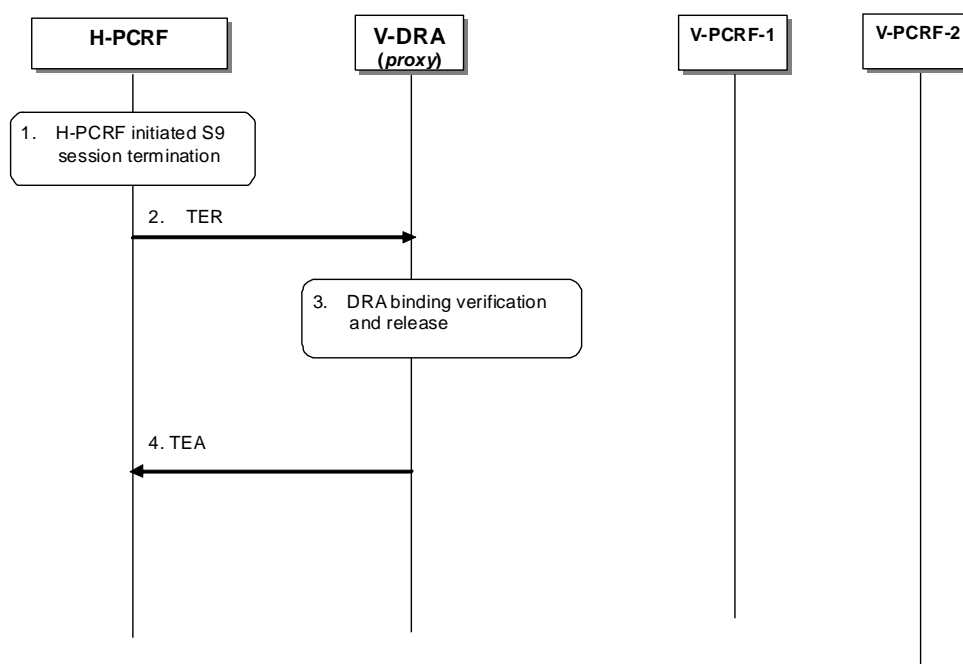 H-PCRF
V-DRA
(proxy)
V-PCRF-1
V-PCRF-2
1. H-PCRF initiated S9
session termination
2. TER
3. DRA binding verification
and release
4. TEA